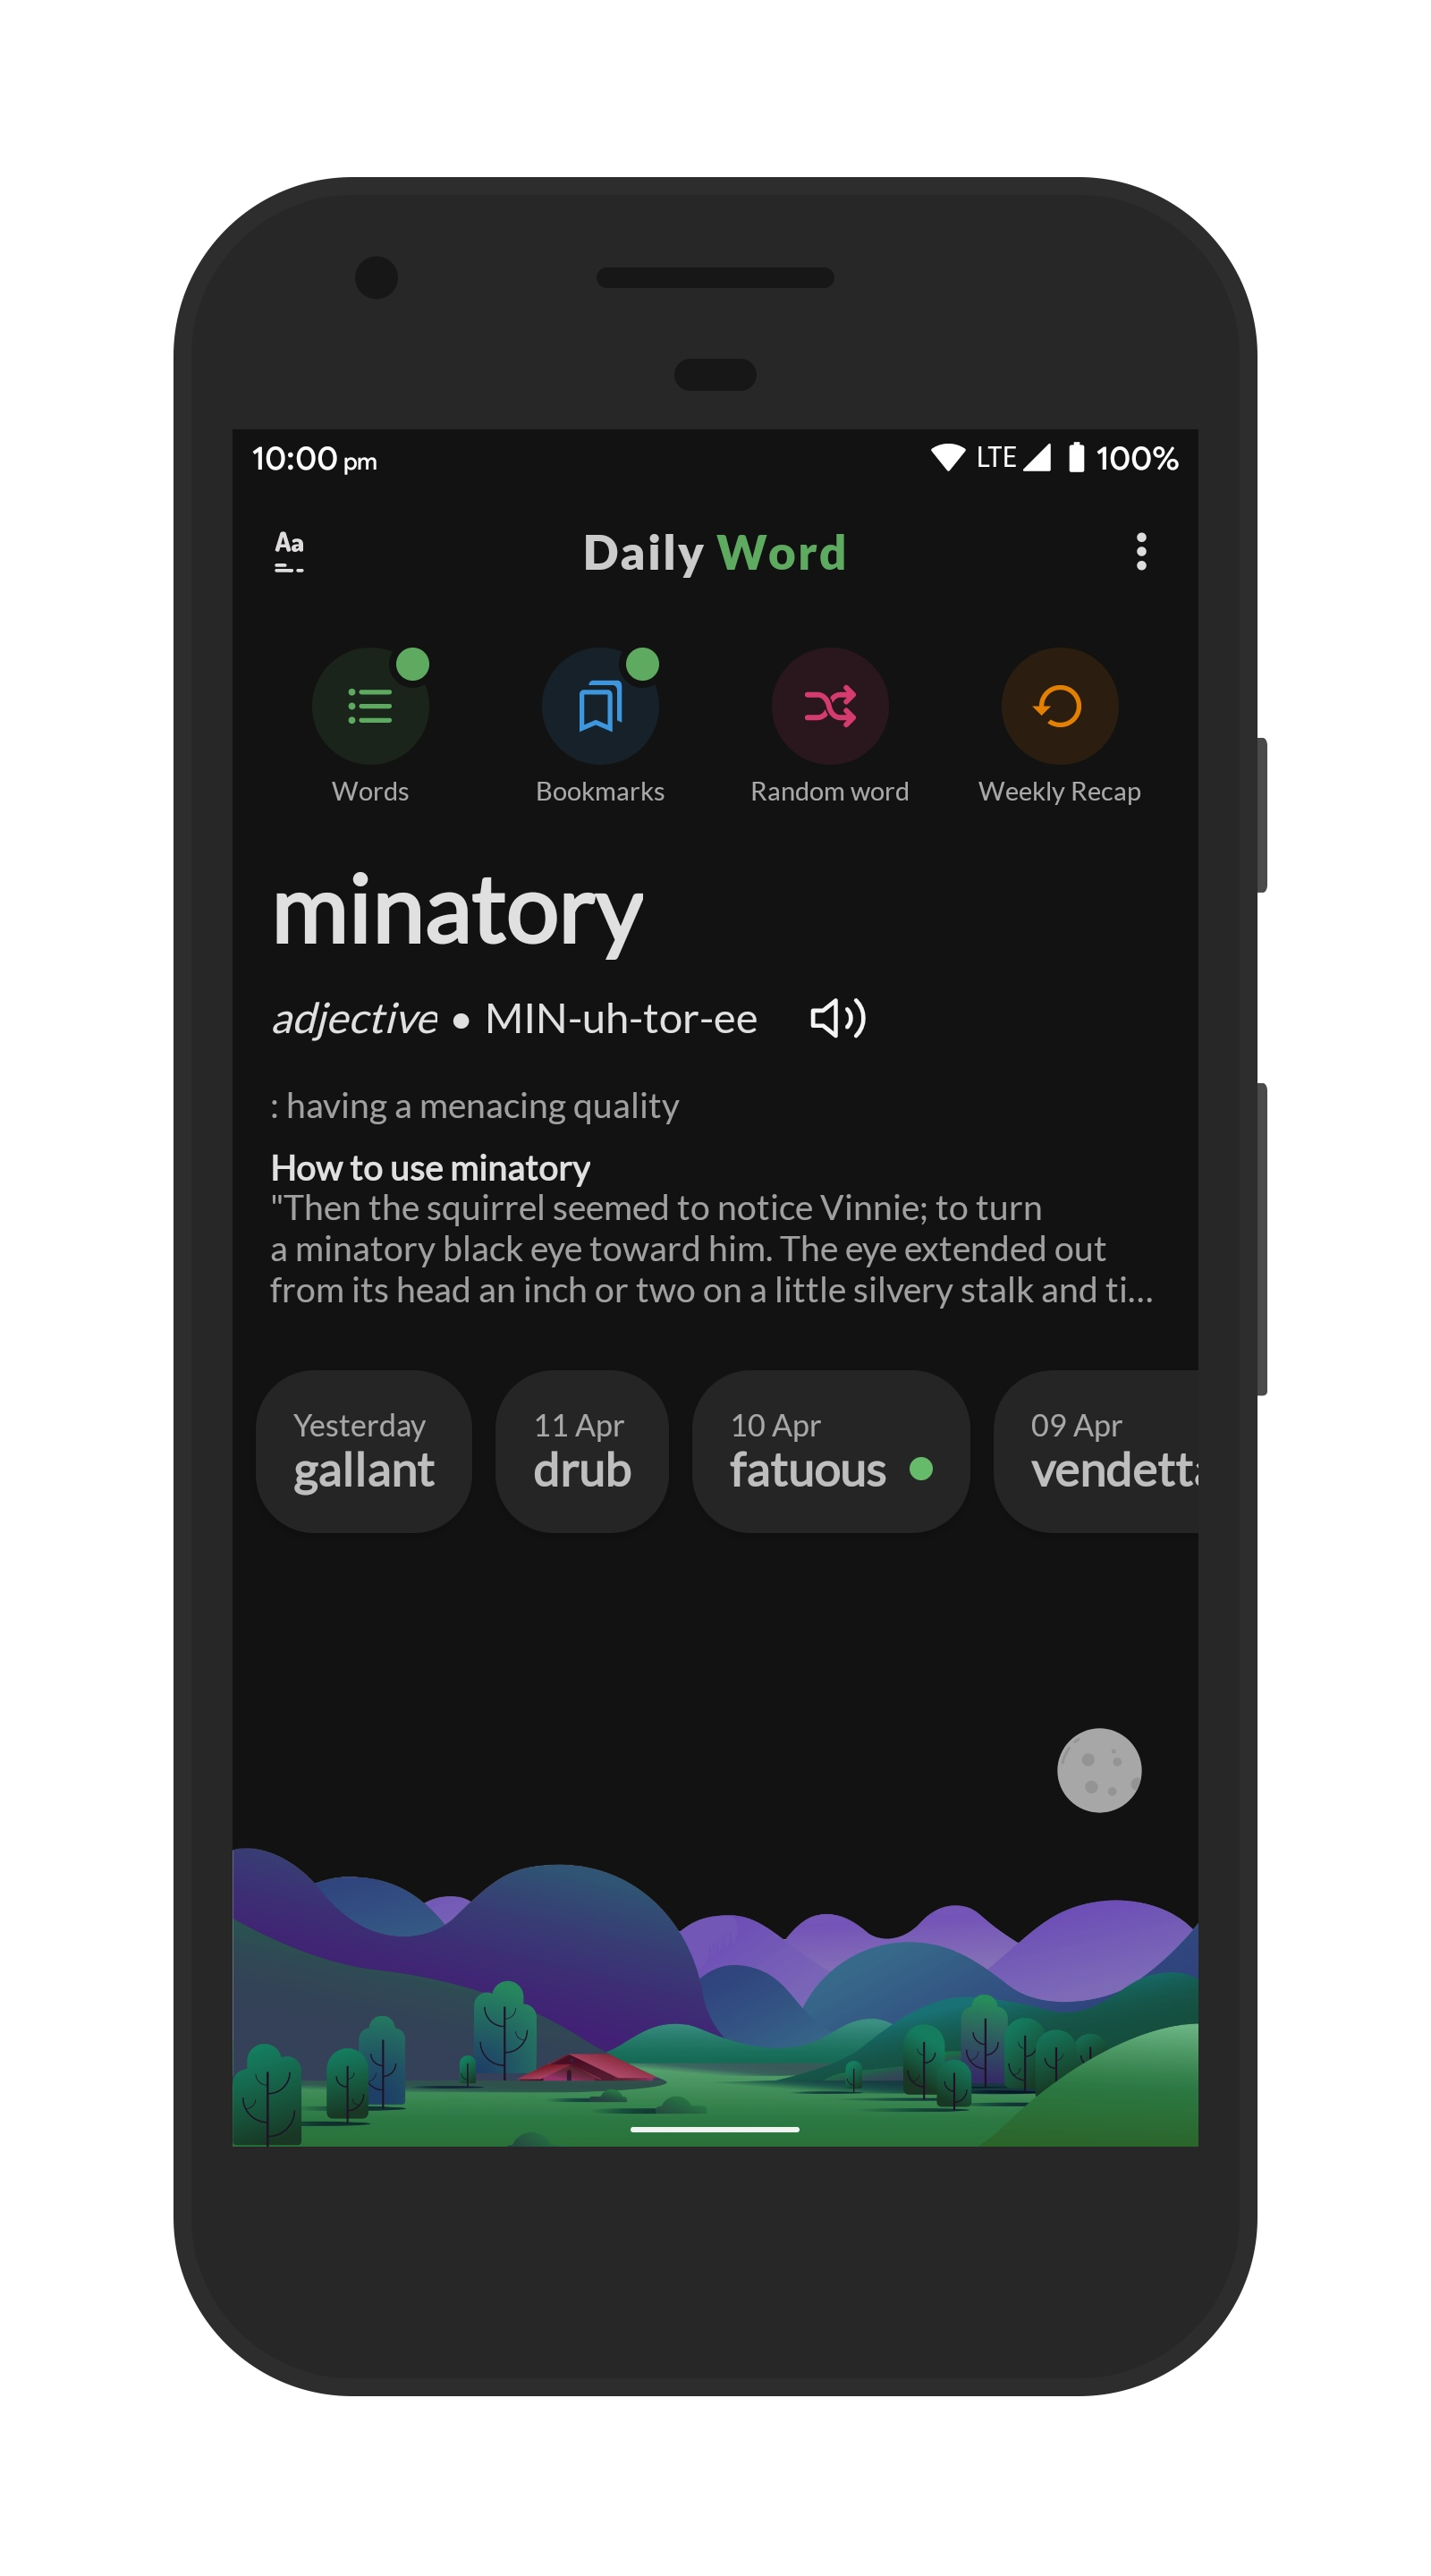 10:00 pm LTE 100%
Aa
Daily Word
Words Bookmarks Random word Weekly Recap
minatory
adjective • MIN-uh-tor-ee
: having a menacing quality
How to use minatory
"Then the squirrel seemed to notice Vinnie; to turn
a minatory black eye toward him. The eye extended out
from its head an inch or two on a little silvery stalk and ti...
Yesterday 11 Apr 10 Apr 09 Apr
gallant drub fatuous vendetta